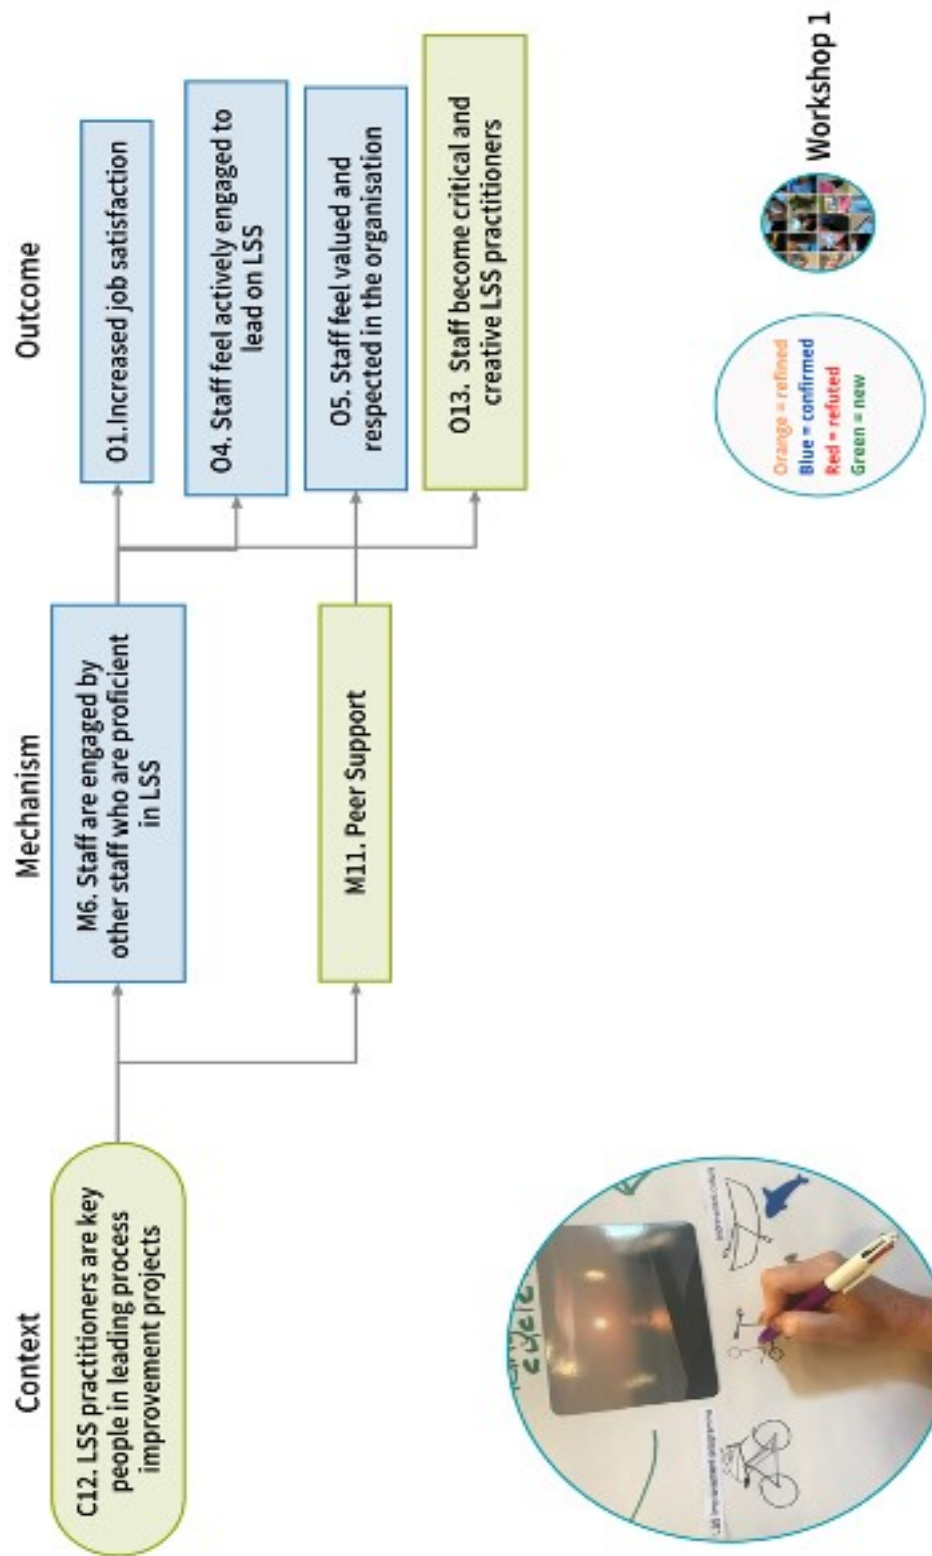 Context
Mechanism
Outcome
C12. LSS practitioners are key
people in leading process
improvement projects
M6. Staff are engaged by
other staff who are proficient
in LSS
M11. Peer Support
O1.Increased job satisfaction
O4. Staff feel actively engaged to
lead on LSS
O5. Staff feel valued and
respected in the organisation
O13.  Staff become critical and
creative LSS practitioners
Orange = refined
Blue = confirmed
Red = refuted
Green = new
Workshop 1
LSS improvement programme